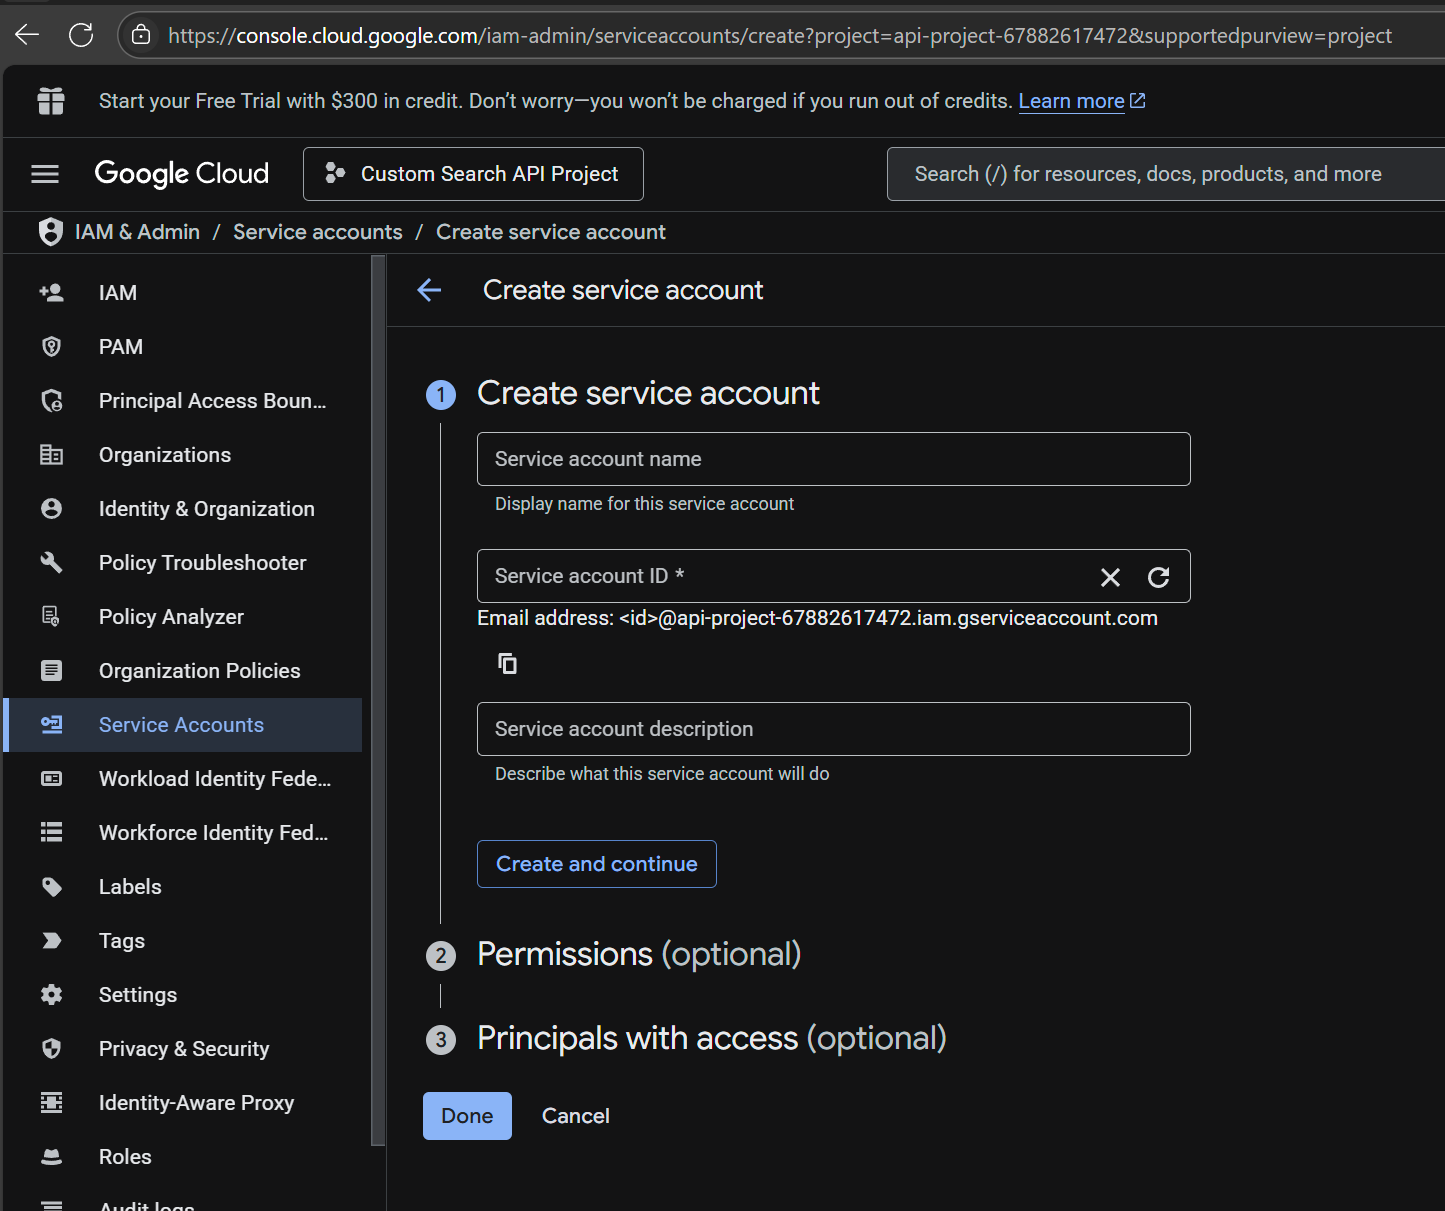 https://console.cloud.google.com/iam-admin/serviceaccounts/create?project=api-project-67882617472&supportedpurview=project
Start your Free Trial with $300 in credit. Don't worry—you won't be charged if you run out of credits. Learn more
Google Cloud
Custom Search API Project
Search (/) for resources, docs, products, and more
IAM & Admin / Service accounts / Create service account
IAM
PAM
Principal Access Boun...
Organizations
Identity & Organization
Policy Troubleshooter
Policy Analyzer
Organization Policies
Service Accounts
Workload Identity Fede...
Workforce Identity Fed...
Labels
Tags
Settings
Privacy & Security
Identity-Aware Proxy
Roles
Audit logs
Create service account
1 Create service account
Service account name
Display name for this service account
Service account ID *
Email address: <id>@api-project-67882617472.iam.gserviceaccount.com
Service account description
Describe what this service account will do
Create and continue
2 Permissions (optional)
3 Principals with access (optional)
Done
Cancel